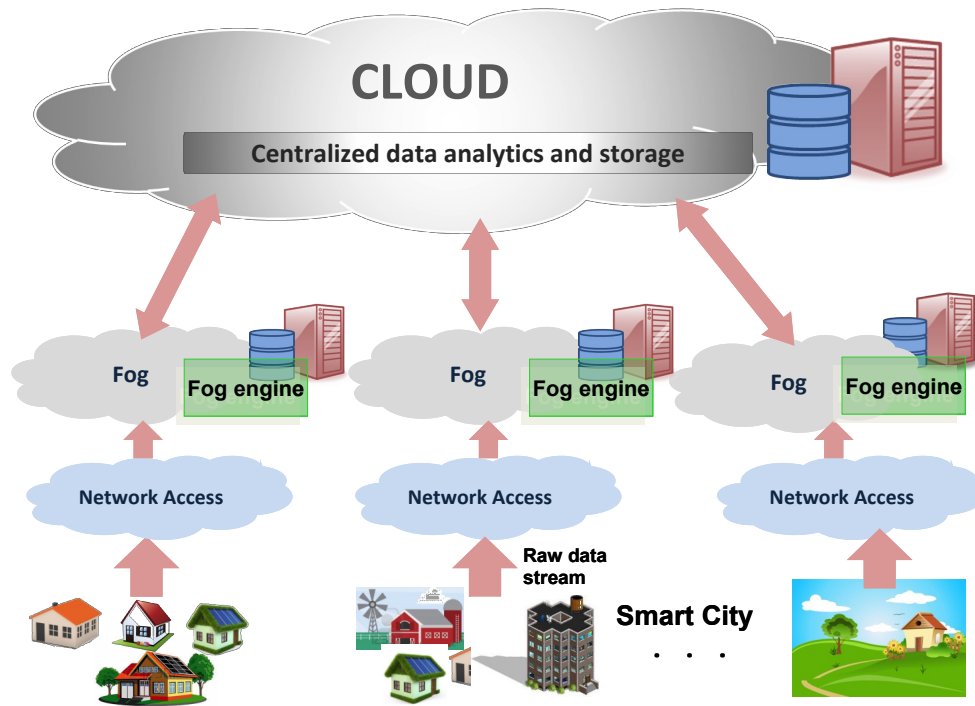 CLOUD
Centralized data analytics and storage
Fog
Fog engine
Fog
Fog engine
Fog
Fog engine
Network Access
Network Access
Network Access
Raw data
stream
Smart City
. . .